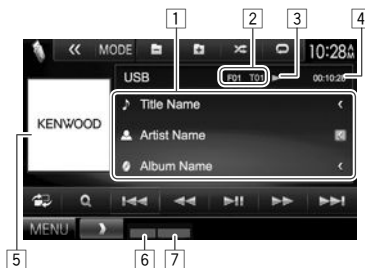 1 2 3 4
MODE 10:28AM
USB F01 T01 00:10:28
Title Name
KENWOOD
Artist Name
Album Name
MENU
5 6 7